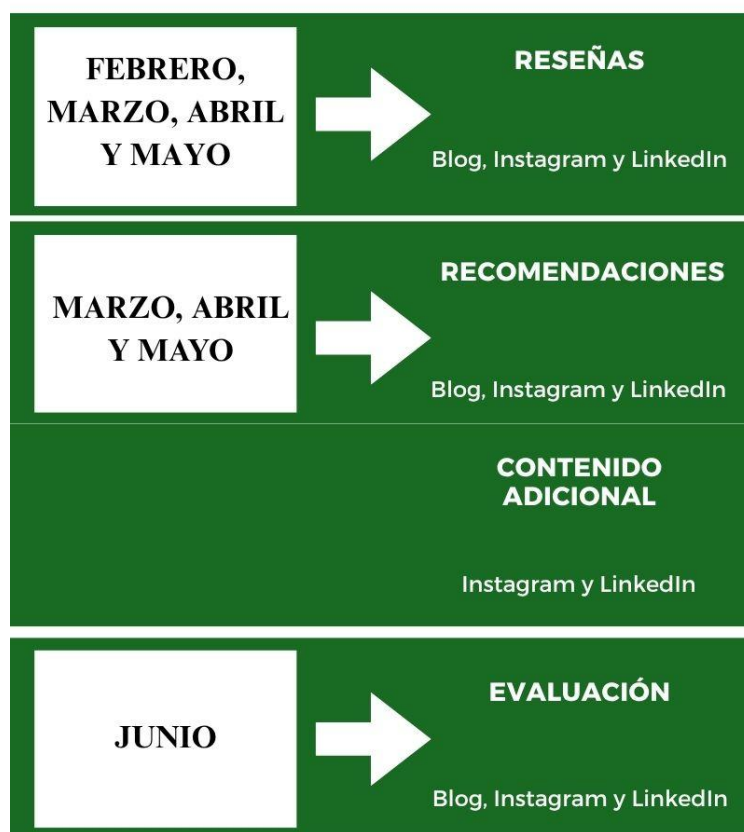 FEBRERO,
MARZO, ABRIL
Y MAYO
RESEÑAS
Blog, Instagram y LinkedIn
MARZO, ABRIL
Y MAYO
RECOMENDACIONES
Blog, Instagram y LinkedIn
CONTENIDO
ADICIONAL
Instagram y LinkedIn
JUNIO
EVALUACIÓN
Blog, Instagram y LinkedIn